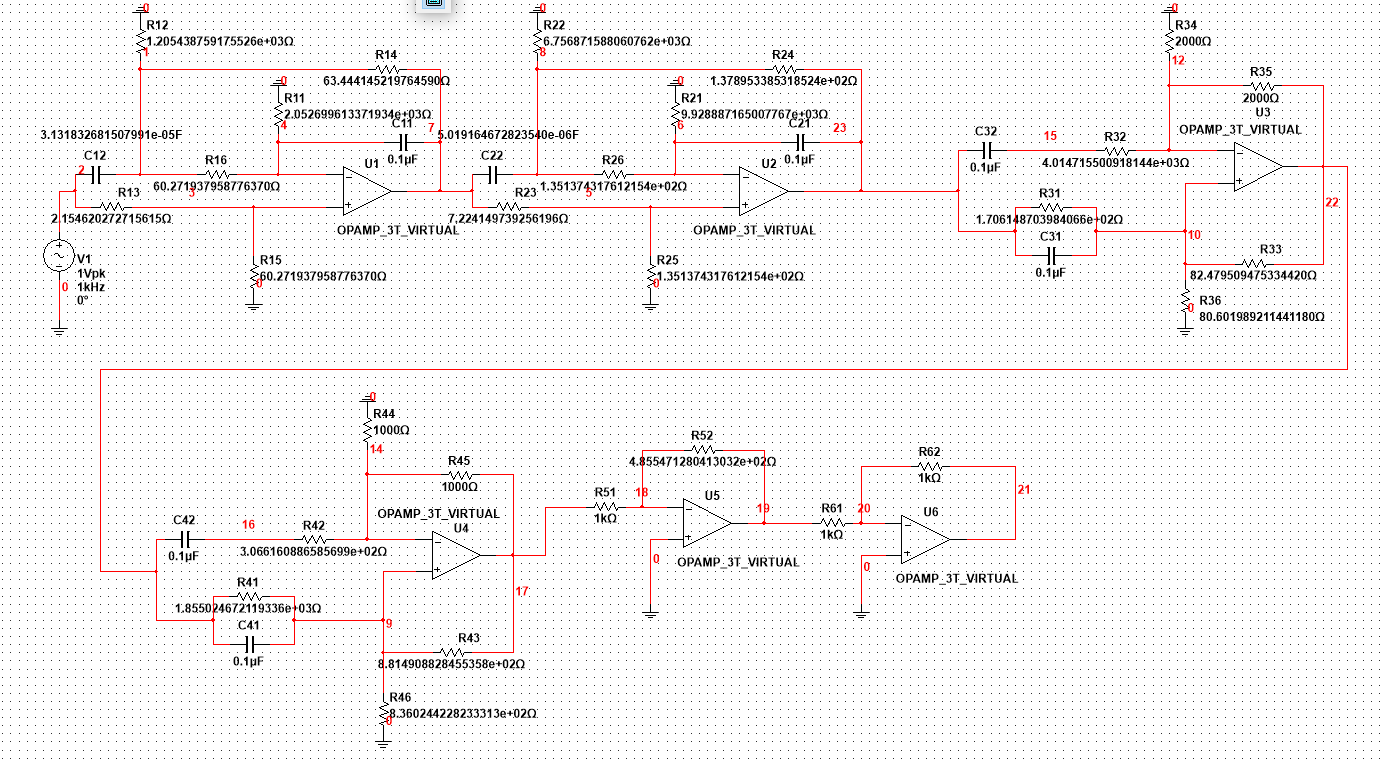 0
R12
1.205438759175526e+03Ω
1
R14
63.444145219764590Ω
0
R11
2.052699613371934e+03Ω
4
C11
0.1µF
7
3.131832681507991e-05F
C12
2
R16
60.271937958776370Ω
3
R13
2.154620272715615Ω
U1
OPAMP_3T_VIRTUAL
R15
60.271937958776370Ω
0
V1
1Vpk
1kHz
0°
0
0
R22
6.756871588060762e+03Ω
8
R24
1.378953385318524e+02Ω
0
R21
9.928887165007767e+03Ω
6
C21
0.1µF
23
5.019164672823540e-06F
C22
R26
1.351374317612154e+02Ω
5
R23
7.224149739256196Ω
U2
OPAMP_3T_VIRTUAL
R25
1.351374317612154e+02Ω
0
0
R34
2000Ω
12
R35
2000Ω
U3
OPAMP_3T_VIRTUAL
C32
0.1µF
15
R32
4.014715500918144e+03Ω
R31
1.706148703984066e+02Ω
C31
0.1µF
10
22
R33
82.479509475334420Ω
R36
0
80.601989211441180Ω
0
R44
1000Ω
14
R45
1000Ω
OPAMP_3T_VIRTUAL
U4
C42
0.1µF
16
R42
3.066160886585699e+02Ω
R41
1.855024672119336e+03Ω
C41
0.1µF
9
17
R43
8.814908828455358e+02Ω
R46
8.360244228233313e+02Ω
0
R52
4.855471280413032e+02Ω
R51
1kΩ
18
U5
19
0
OPAMP_3T_VIRTUAL
R62
1kΩ
21
R61
1kΩ
20
U6
0
OPAMP_3T_VIRTUAL